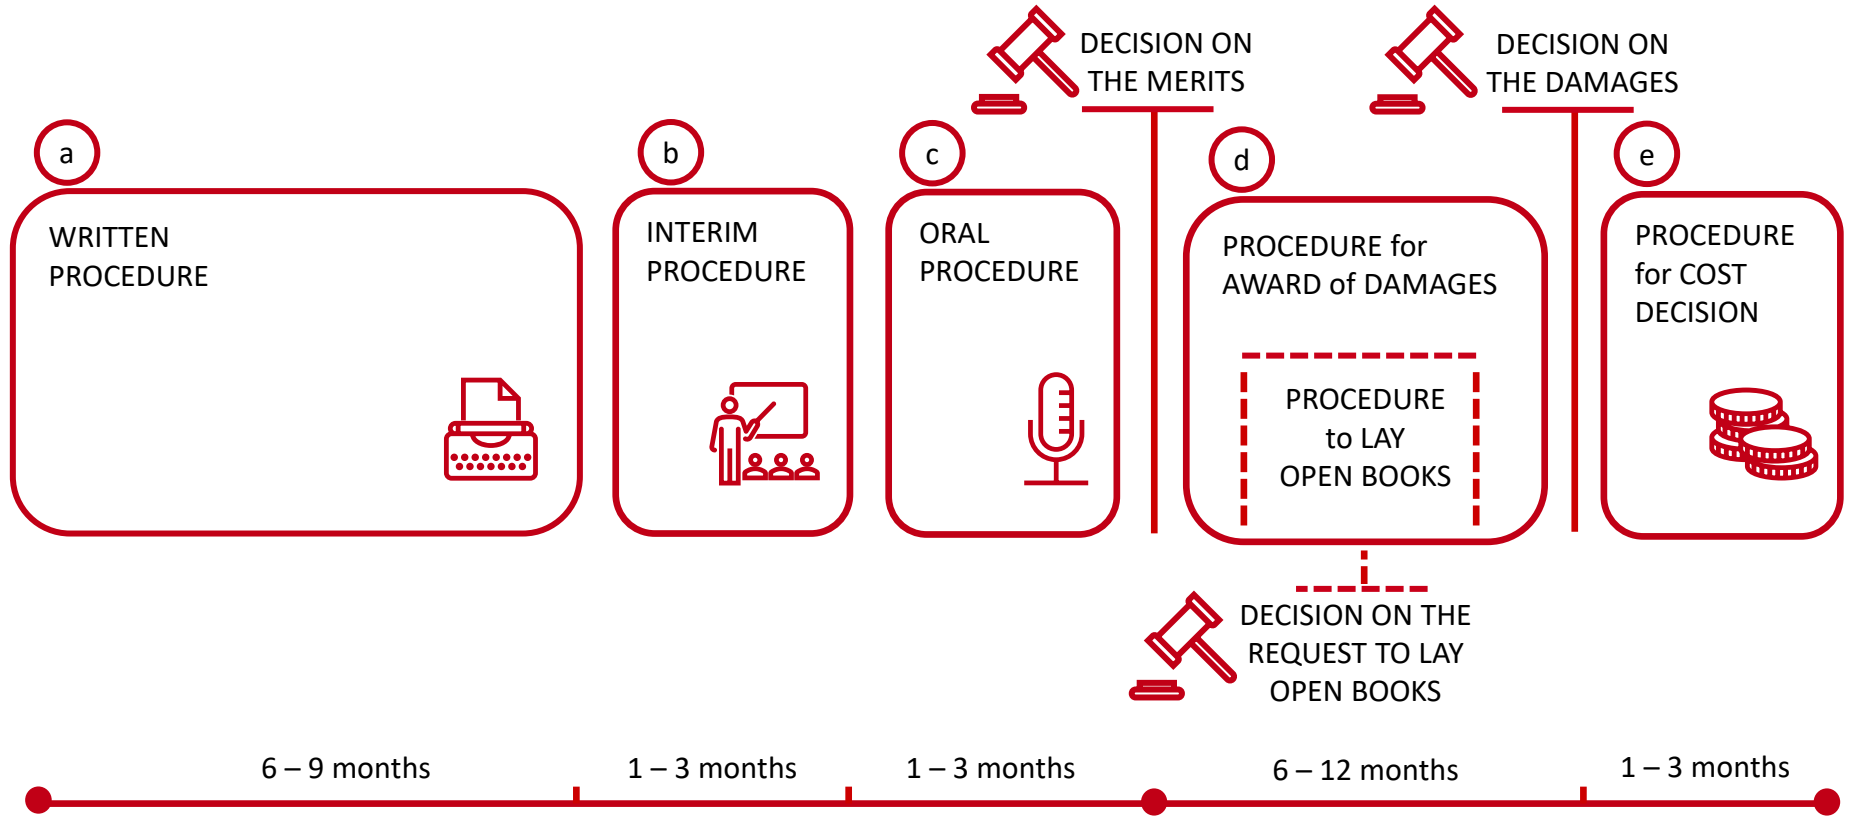 DECISION ON
THE MERITS
DECISION ON
THE DAMAGES
a
WRITTEN
PROCEDURE
b
INTERIM
PROCEDURE
c
ORAL
PROCEDURE
d
PROCEDURE for
AWARD of DAMAGES
PROCEDURE
to LAY
OPEN BOOKS
e
PROCEDURE
for COST
DECISION
DECISION ON THE
REQUEST TO LAY
OPEN BOOKS
6 – 9 months
1 – 3 months
1 – 3 months
6 – 12 months
1 – 3 months